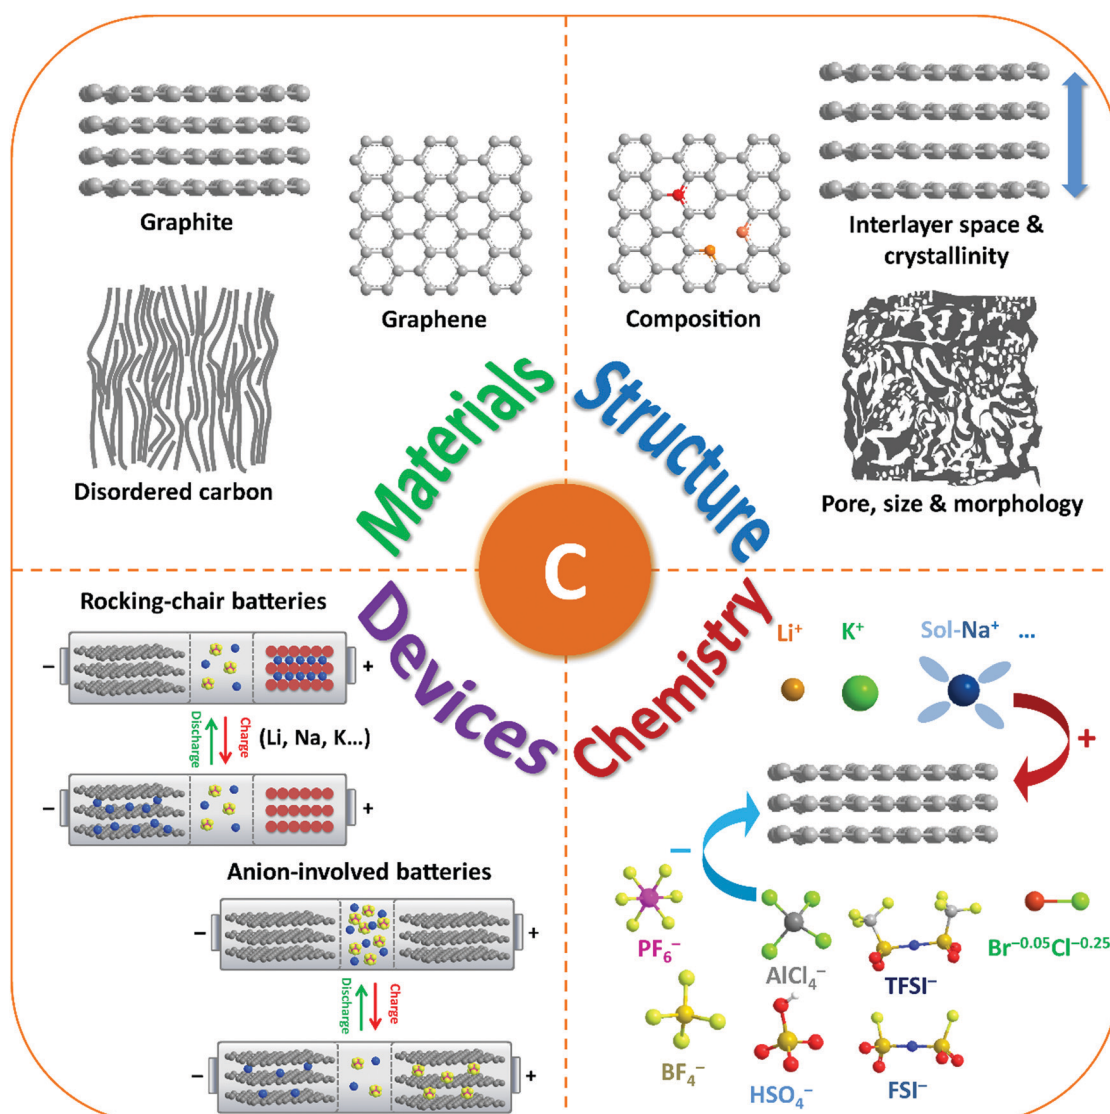 Graphite
Graphene
Disordered carbon
Materials
Composition
Interlayer space &
crystallinity
Pore, size & morphology
Structure
C
Devices
Rocking-chair batteries
−
+
Discharge
Charge
(Li, Na, K...)
−
+
Anion-involved batteries
−
+
Discharge
Charge
−
+
Chemistry
Li⁺
K⁺
Sol-Na⁺ ...
+
−
PF₆⁻
AlCl₄⁻
TFSI⁻
Br⁻⁰·⁰⁵Cl⁻⁰·²⁵
BF₄⁻
HSO₄⁻
FSI⁻